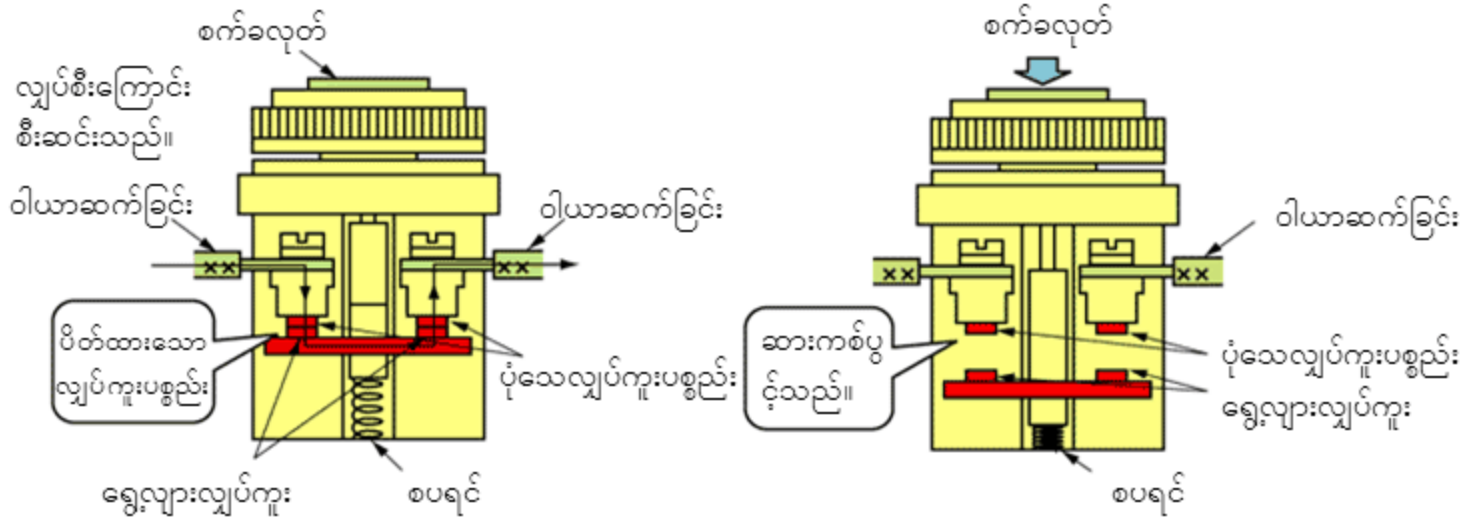 စက်ခလုတ်
လျှပ်စီးကြောင်း
စီးဆင်းသည်။
ဝါယာဆက်ခြင်း
ဝါယာဆက်ခြင်း
ပိတ်ထားသော
လျှပ်ကူးပစ္စည်း
ပုံသေလျှပ်ကူးပစ္စည်း
ရွေ့လျားလျှပ်ကူး
စပရင်
စက်ခလုတ်
ဝါယာဆက်ခြင်း
ဆားကစ်ပွ
င့်သည်။
ပုံသေလျှပ်ကူးပစ္စည်း
ရွေ့လျားလျှပ်ကူး
စပရင်